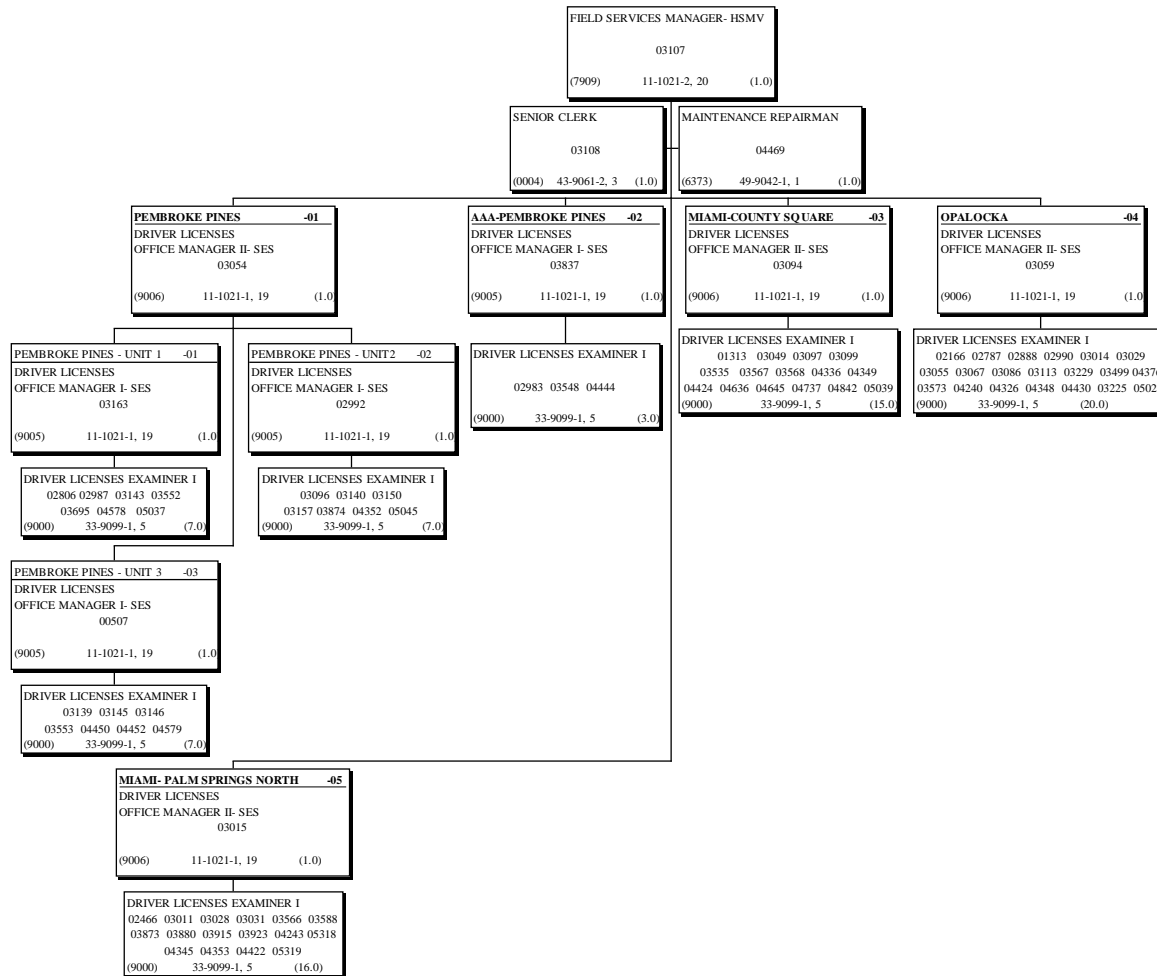 FIELD SERVICES MANAGER- HSMV
03107
(7909) 11-1021-2, 20 (1.0)
SENIOR CLERK
03108
(0004) 43-9061-2, 3 (1.0)
MAINTENANCE REPAIRMAN
04469
(6373) 49-9042-1, 1 (1.0)
PEMBROKE PINES -01
DRIVER LICENSES
OFFICE MANAGER II- SES
03054
(9006) 11-1021-1, 19 (1.0)
AAA-PEMBROKE PINES -02
DRIVER LICENSES
OFFICE MANAGER I- SES
03837
(9005) 11-1021-1, 19 (1.0)
MIAMI-COUNTY SQUARE -03
DRIVER LICENSES
OFFICE MANAGER II- SES
03094
(9006) 11-1021-1, 19 (1.0)
OPALOCKA -04
DRIVER LICENSES
OFFICE MANAGER II- SES
03059
(9006) 11-1021-1, 19 (1.0
PEMBROKE PINES - UNIT 1 -01
DRIVER LICENSES
OFFICE MANAGER I- SES
03163
(9005) 11-1021-1, 19 (1.0
PEMBROKE PINES - UNIT2 -02
DRIVER LICENSES
OFFICE MANAGER I- SES
02992
(9005) 11-1021-1, 19 (1.0
DRIVER LICENSES EXAMINER I
02983 03548 04444
(9000) 33-9099-1, 5 (3.0)
DRIVER LICENSES EXAMINER I
01313 03049 03097 03099
03535 03567 03568 04336 04349
04424 04636 04645 04737 04842 05039
(9000) 33-9099-1, 5 (15.0)
DRIVER LICENSES EXAMINER I
02166 02787 02888 02990 03014 03029
03055 03067 03086 03113 03229 03499 04376
03573 04240 04326 04348 04430 03225 0502
(9000) 33-9099-1, 5 (20.0)
DRIVER LICENSES EXAMINER I
02806 02987 03143 03552
03695 04578 05037
(9000) 33-9099-1, 5 (7.0)
DRIVER LICENSES EXAMINER I
03096 03140 03150
03157 03874 04352 05045
(9000) 33-9099-1, 5 (7.0)
PEMBROKE PINES - UNIT 3 -03
DRIVER LICENSES
OFFICE MANAGER I- SES
00507
(9005) 11-1021-1, 19 (1.0
DRIVER LICENSES EXAMINER I
03139 03145 03146
03553 04450 04452 04579
(9000) 33-9099-1, 5 (7.0)
MIAMI- PALM SPRINGS NORTH -05
DRIVER LICENSES
OFFICE MANAGER II- SES
03015
(9006) 11-1021-1, 19 (1.0)
DRIVER LICENSES EXAMINER I
02466 03011 03028 03031 03566 03588
03873 03880 03915 03923 04243 05318
04345 04353 04422 05319
(9000) 33-9099-1, 5 (16.0)